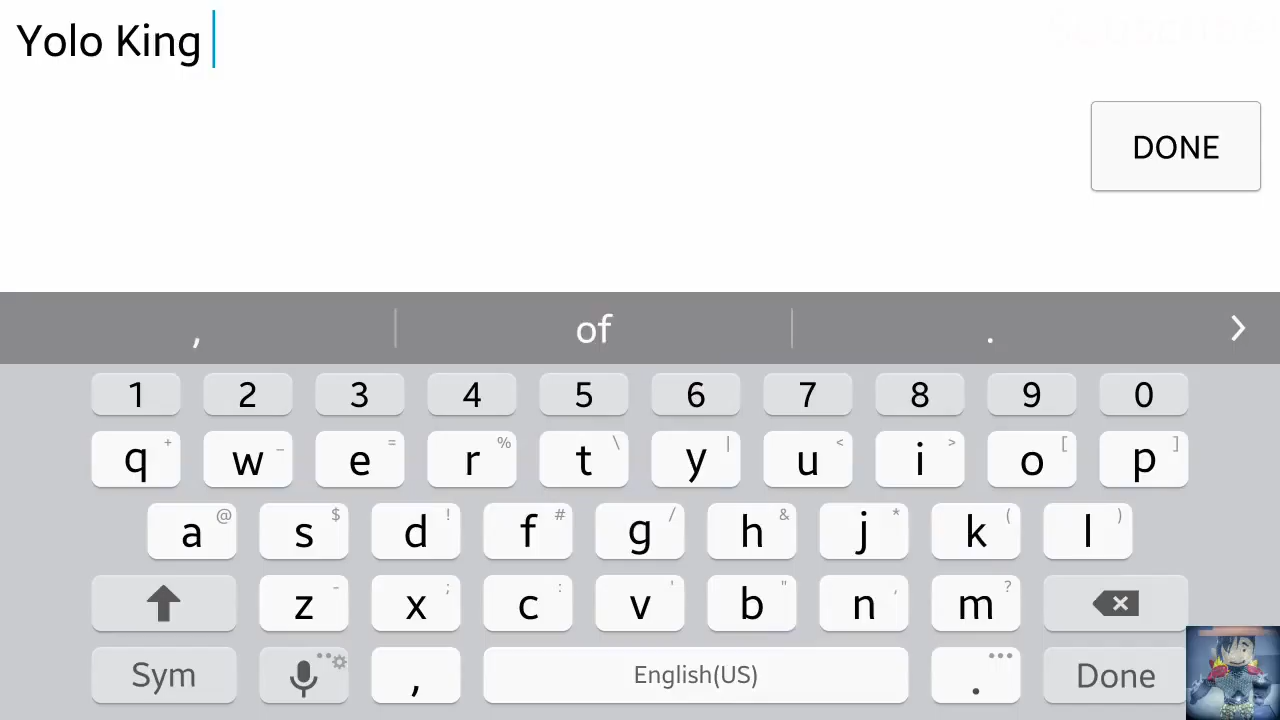 Yolo King
DONE
, of .
1 2 3 4 5 6 7 8 9 0
q + w _ e = r % t \ y | u < i > o [ p ]
a @ s $ d ! f # g / h & j * k ( l )
z - x ; c : v ' b " n , m ?
Sym , English(US) . Done